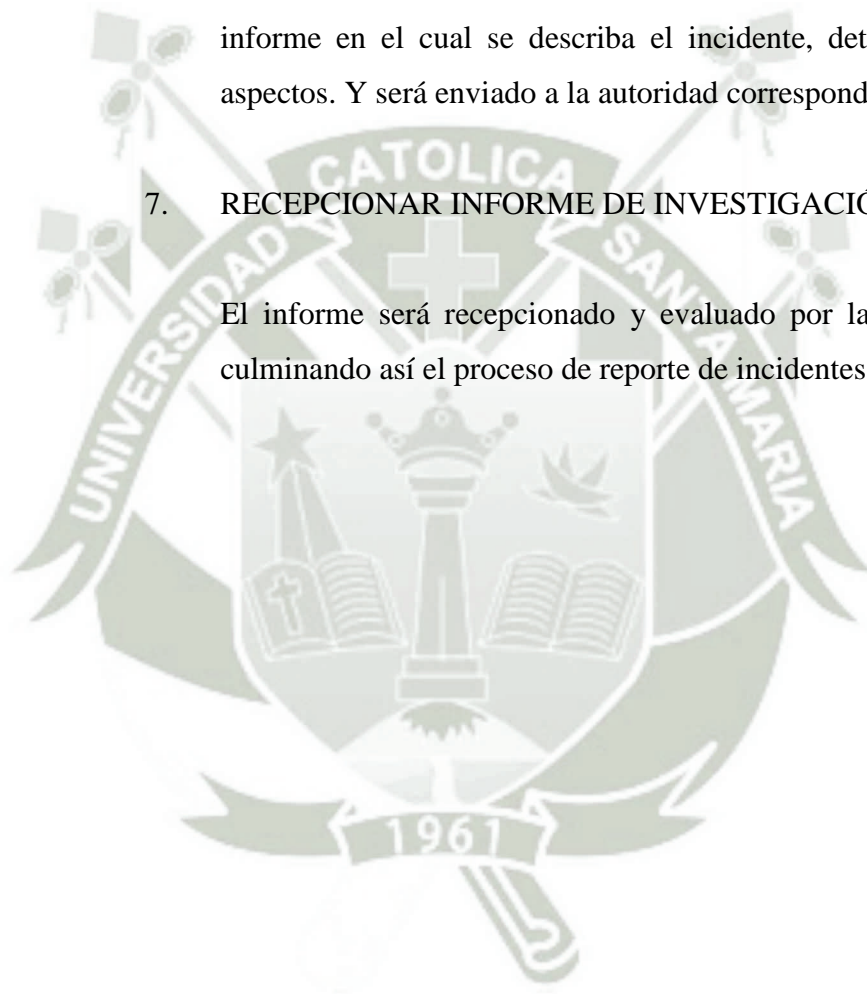 informe en el cual se describa el incidente, det
aspectos. Y será enviado a la autoridad correspond
CATOLICA
7. RECEPCIONAR INFORME DE INVESTIGACIÓ
UNIVERSIDAD
SANTA MARIA
El informe será recepcionado y evaluado por la
culminando así el proceso de reporte de incidentes
1961